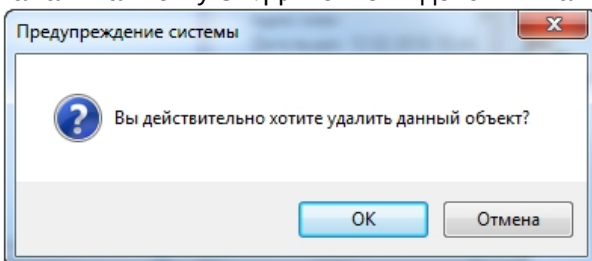 Предупреждение системы
Вы действительно хотите удалить данный объект?
OK
Отмена